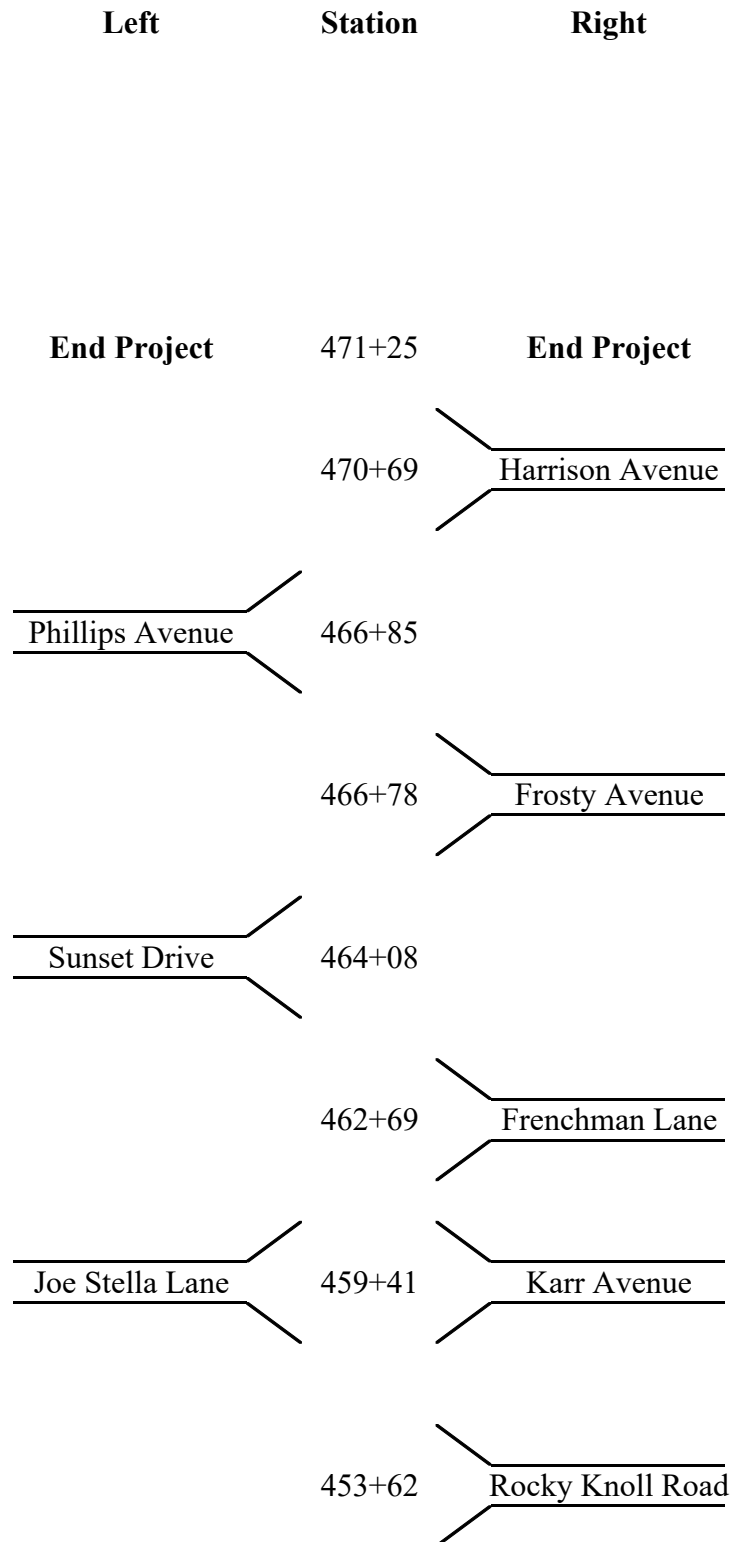 Left Station Right
End Project 471+25 End Project
470+69 Harrison Avenue
Phillips Avenue 466+85
466+78 Frosty Avenue
Sunset Drive 464+08
462+69 Frenchman Lane
Joe Stella Lane 459+41 Karr Avenue
453+62 Rocky Knoll Road